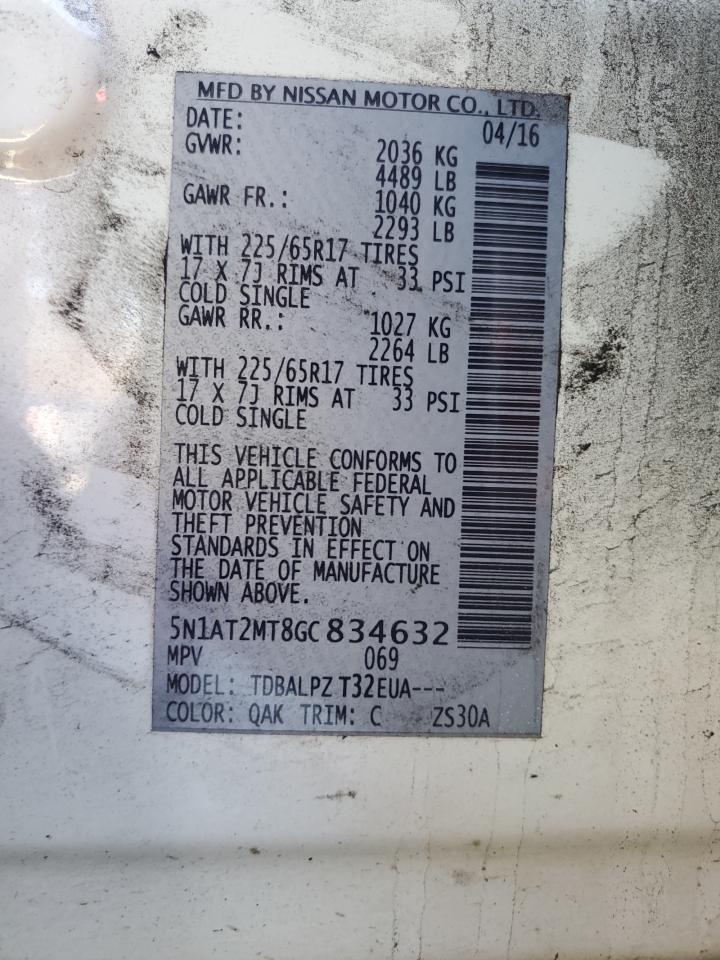 MFD BY NISSAN MOTOR CO., LTD.
DATE: 04/16
GVWR: 2036 KG
4489 LB
GAWR FR.: 1040 KG
2293 LB
WITH 225/65R17 TIRES
17 X 7J RIMS AT 33 PSI
COLD SINGLE
GAWR RR.: 1027 KG
2264 LB
WITH 225/65R17 TIRES
17 X 7J RIMS AT 33 PSI
COLD SINGLE
THIS VEHICLE CONFORMS TO
ALL APPLICABLE FEDERAL
MOTOR VEHICLE SAFETY AND
THEFT PREVENTION
STANDARDS IN EFFECT ON
THE DATE OF MANUFACTURE
SHOWN ABOVE.
5N1AT2MT8GC834632
MPV 069
MODEL: TDBALPZ T32EUA---
COLOR: QAK TRIM: C ZS30A